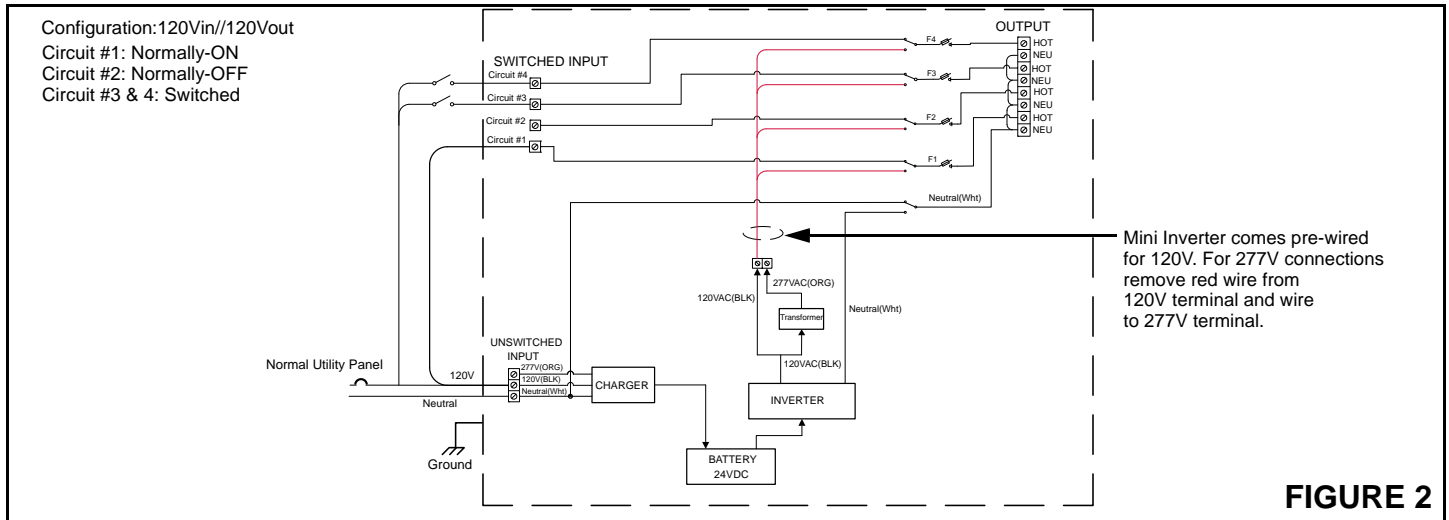 Configuration:120Vin//120Vout
Circuit #1: Normally-ON
Circuit #2: Normally-OFF
Circuit #3 & 4: Switched
SWITCHED INPUT
Circuit #4
Circuit #3
Circuit #2
Circuit #1
OUTPUT
F4
HOT
NEU
F3
HOT
NEU
F2
HOT
NEU
F1
HOT
NEU
Neutral(Wht)
Mini Inverter comes pre-wired
for 120V. For 277V connections
remove red wire from
120V terminal and wire
to 277V terminal.
277VAC(ORG)
120VAC(BLK)
Transformer
Neutral(Wht)
120VAC(BLK)
UNSWITCHED
INPUT
Normal Utility Panel
277V(ORG)
120V
120V(BLK)
Neutral(Wht)
Neutral
CHARGER
INVERTER
Ground
BATTERY
24VDC
FIGURE 2